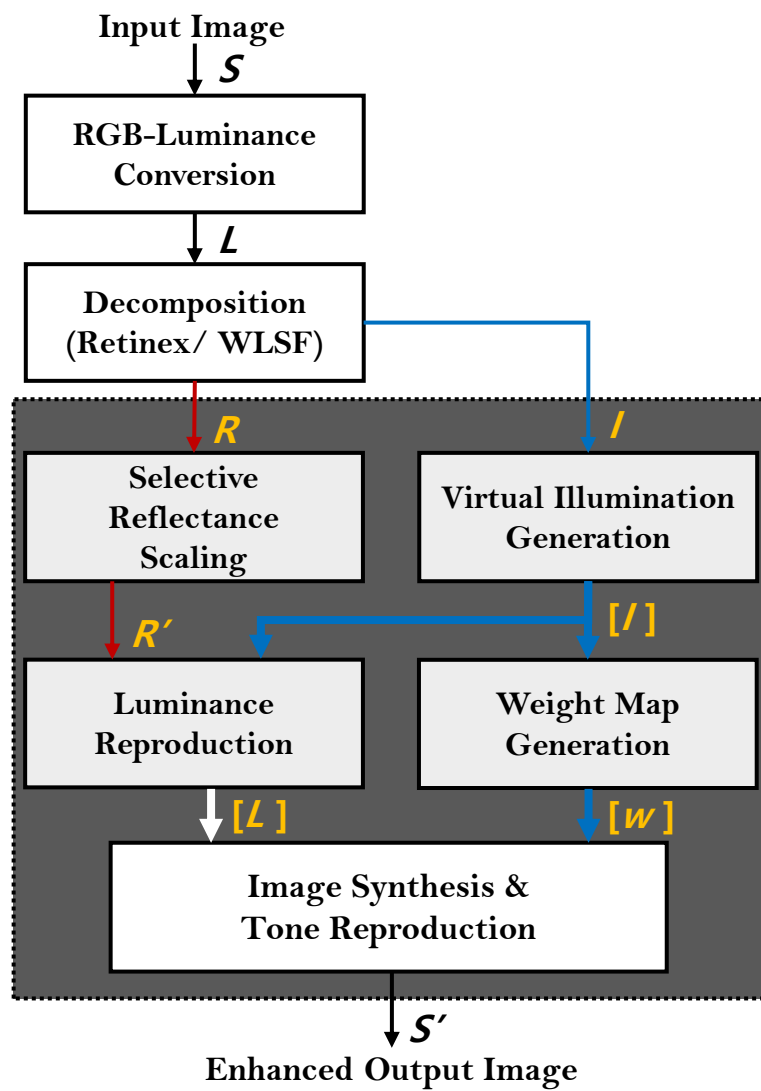 Input Image
S
RGB-Luminance
Conversion
L
Decomposition
(Retinex/ WLSF)
R
I
Selective
Reflectance
Scaling
Virtual Illumination
Generation
R′
[I ]
Luminance
Reproduction
Weight Map
Generation
[L ]
[w ]
Image Synthesis &
Tone Reproduction
S′
Enhanced Output Image